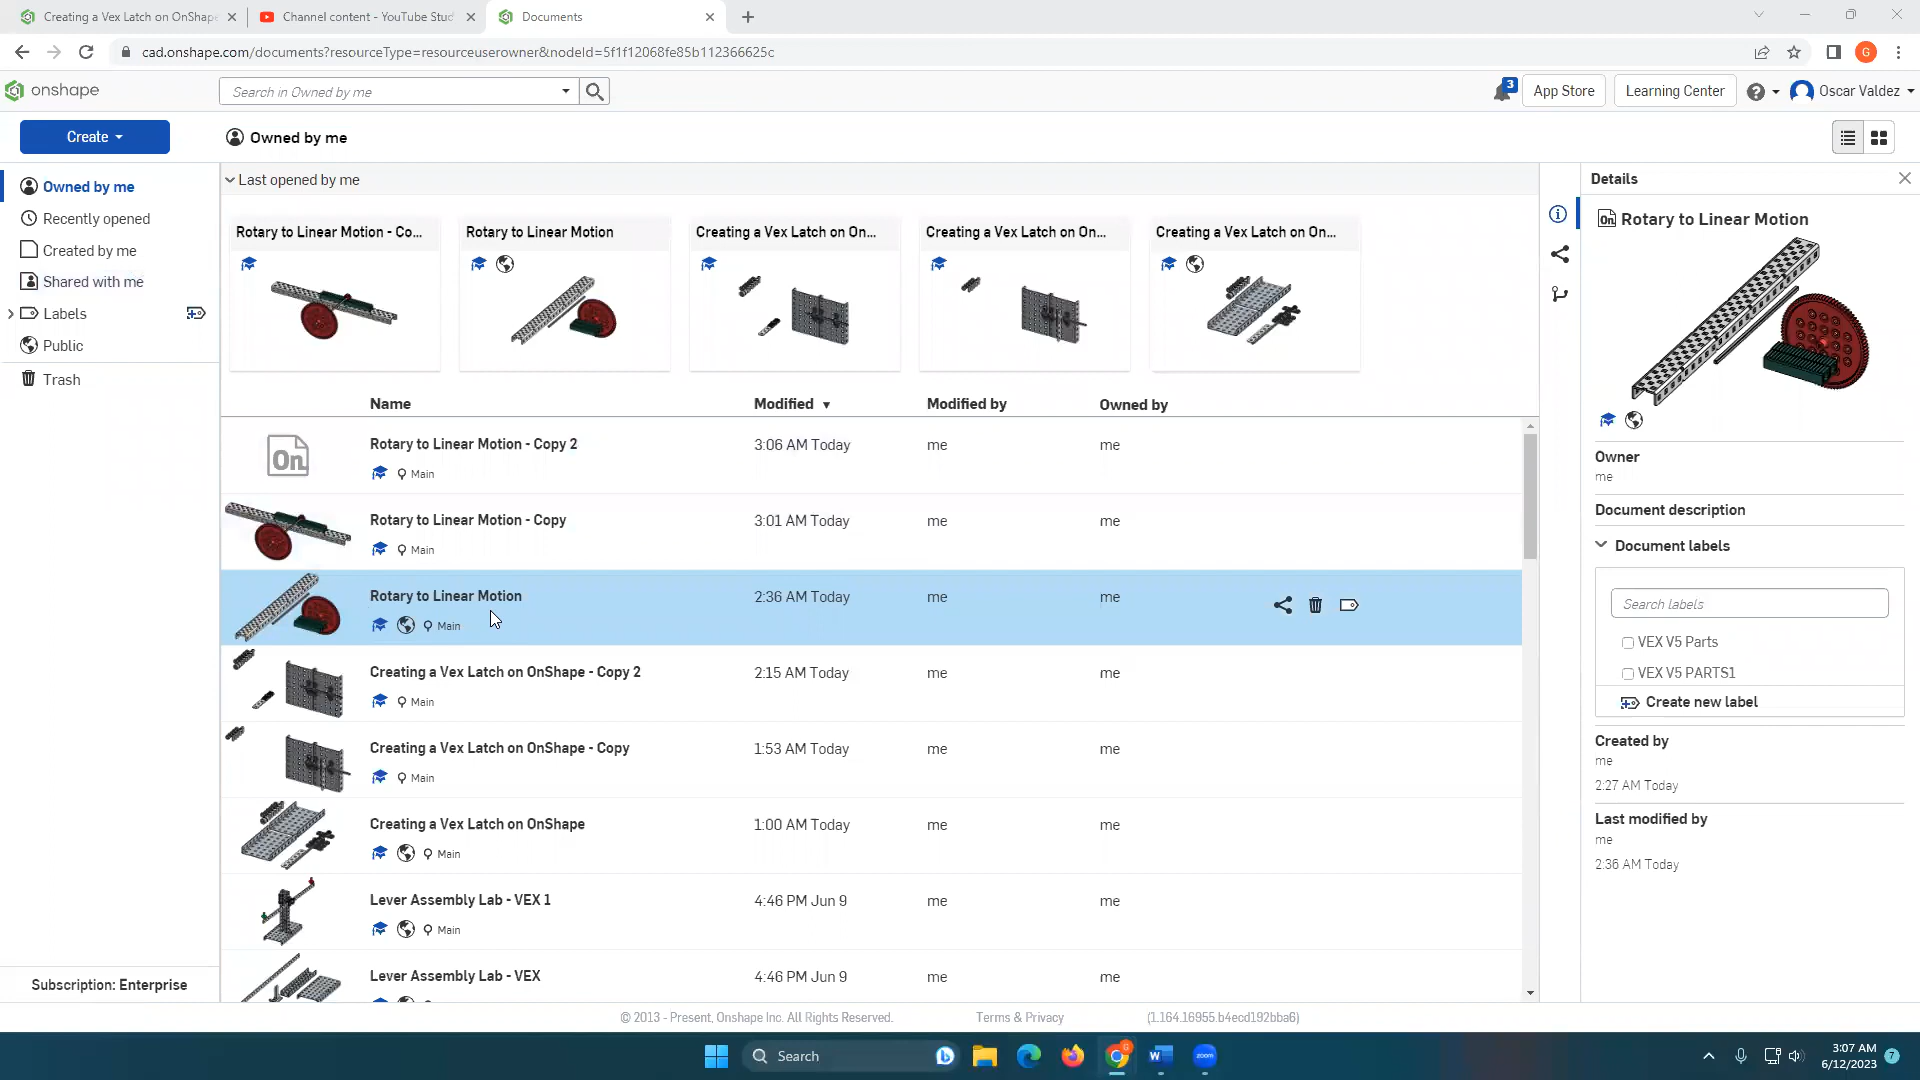 Creating a Vex Latch on OnShape
Channel content - YouTube Stud
Documents
cad.onshape.com/documents?resourceType=resourceuserowner&nodeId=5f1f12068fe85b112366625c
G
onshape
Search in Owned by me
3
App Store
Learning Center
Oscar Valdez
Create
Owned by me
Owned by me
Recently opened
Created by me
Shared with me
Labels
Public
Trash
Last opened by me
Rotary to Linear Motion - Co...
Rotary to Linear Motion
Creating a Vex Latch on On...
Creating a Vex Latch on On...
Creating a Vex Latch on On...
Name Modified Modified by Owned by
On
Rotary to Linear Motion - Copy 2 3:06 AM Today me me
Main
Rotary to Linear Motion - Copy 3:01 AM Today me me
Main
Rotary to Linear Motion 2:36 AM Today me me
Main
Creating a Vex Latch on OnShape - Copy 2 2:15 AM Today me me
Main
Creating a Vex Latch on OnShape - Copy 1:53 AM Today me me
Main
Creating a Vex Latch on OnShape 1:00 AM Today me me
Main
Lever Assembly Lab - VEX 1 4:46 PM Jun 9 me me
Main
Lever Assembly Lab - VEX 4:46 PM Jun 9 me me
Details
On Rotary to Linear Motion
Owner
me
Document description
Document labels
Search labels
VEX V5 Parts
VEX V5 PARTS1
Create new label
Created by
me
2:27 AM Today
Last modified by
me
2:36 AM Today
Subscription: Enterprise
© 2013 - Present, Onshape Inc. All Rights Reserved. Terms & Privacy (1.164.16955.b4ecd192bba6)
Search
G
W
zoom
3:07 AM
6/12/2023
7